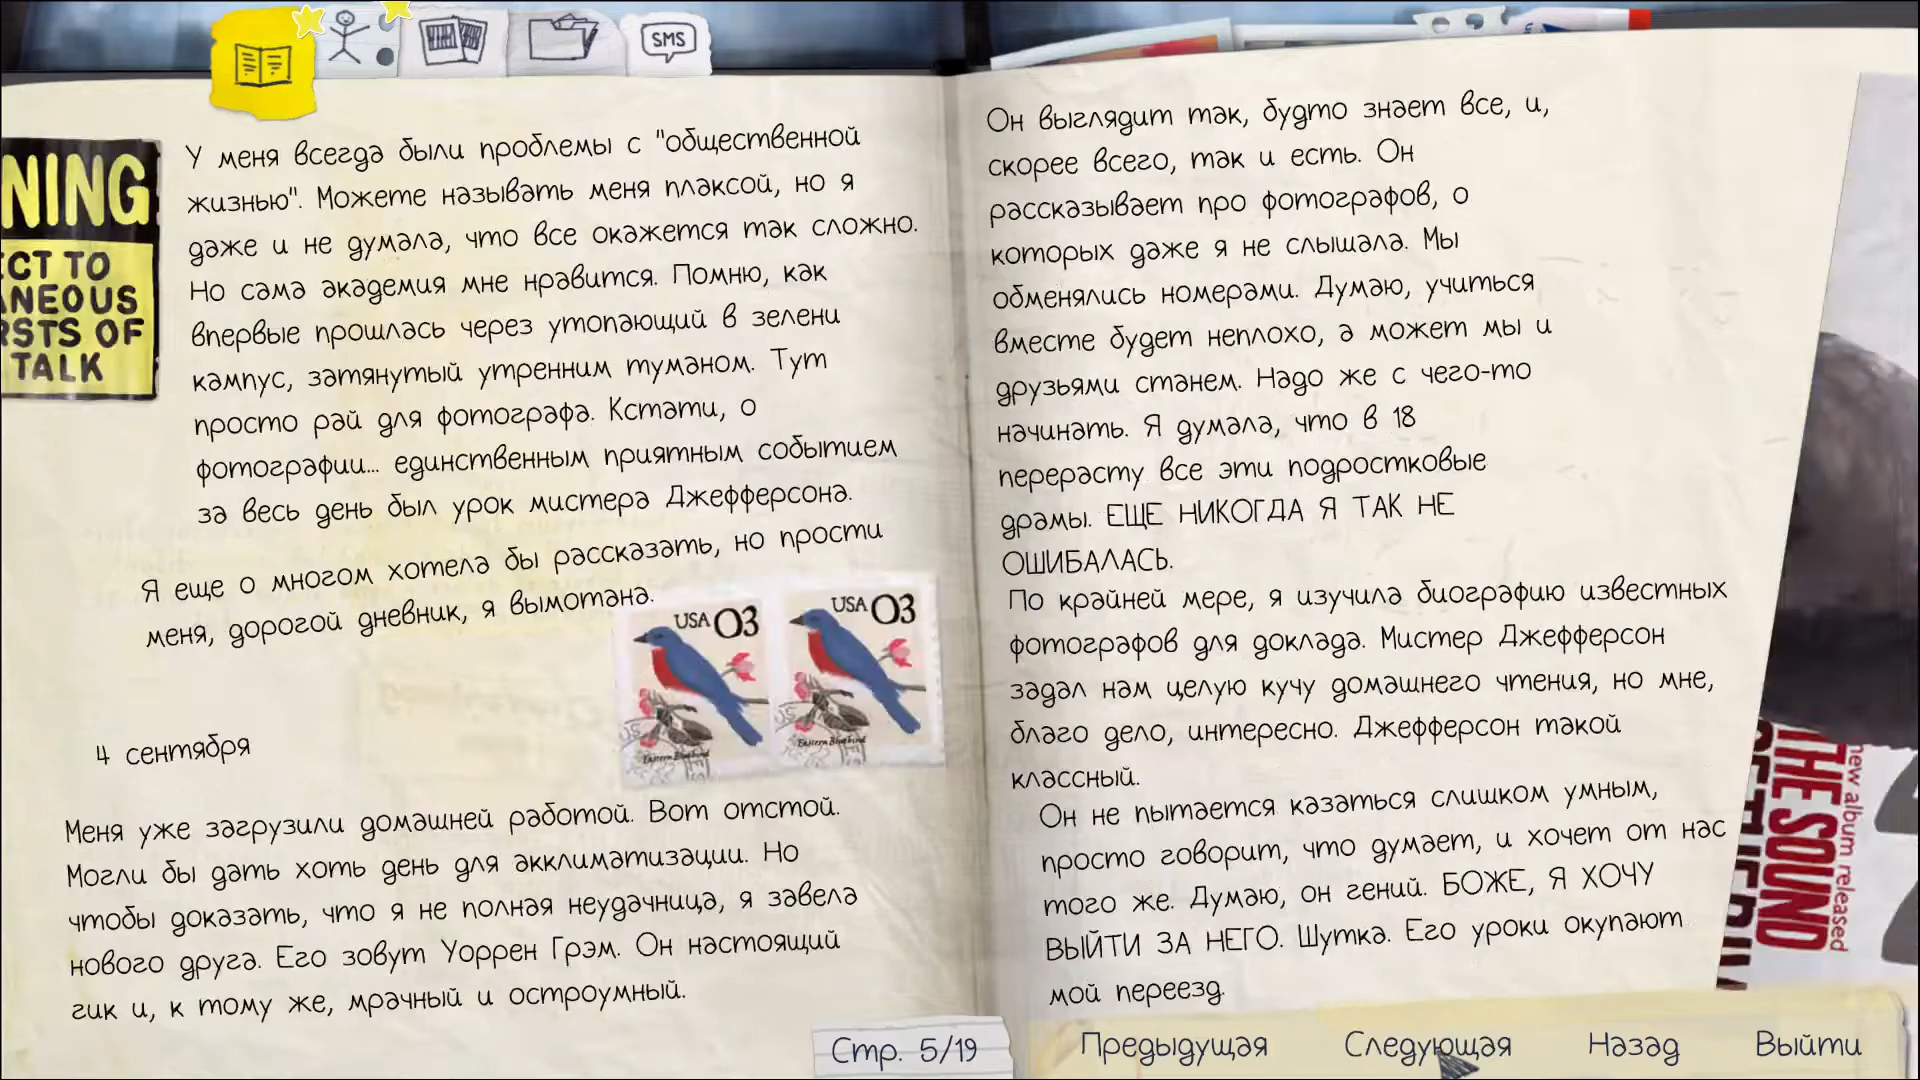 SMS
NING
ECT TO
ANEOUS
RSTS OF
TALK
У меня всегда были проблемы с "общественной
жизнью". Можете называть меня плаксой, но я
даже и не думала, что все окажется так сложно.
Но сама академия мне нравится. Помню, как
впервые прошлась через утопающий в зелени
кампус, затянутый утренним туманом. Тут
просто рай для фотографа. Кстати, о
фотографии... единственным приятным событием
за весь день был урок мистера Джефферсона.
Я еще о многом хотела бы рассказать, но прости
меня, дорогой дневник, я вымотана.
USA 03
USA 03
Eastern Bluebird
Eastern Bluebird
4 сентября
Меня уже загрузили домашней работой. Вот отстой.
Могли бы дать хоть день для акклиматизации. Но
чтобы доказать, что я не полная неудачница, я завела
нового друга. Его зовут Уоррен Грэм. Он настоящий
гик и, к тому же, мрачный и остроумный.
Он выглядит так, будто знает все, и,
скорее всего, так и есть. Он
рассказывает про фотографов, о
которых даже я не слышала. Мы
обменялись номерами. Думаю, учиться
вместе будет неплохо, а может мы и
друзьями станем. Надо же с чего-то
начинать. Я думала, что в 18
перерасту все эти подростковые
драмы. ЕЩЕ НИКОГДА Я ТАК НЕ
ОШИБАЛАСЬ.
По крайней мере, я изучила биографию известных
фотографов для доклада. Мистер Джефферсон
задал нам целую кучу домашнего чтения, но мне,
благо дело, интересно. Джефферсон такой
классный.
Он не пытается казаться слишком умным,
просто говорит, что думает, и хочет от нас
того же. Думаю, он гений. БОЖЕ, Я ХОЧУ
ВЫЙТИ ЗА НЕГО. Шутка. Его уроки окупают
мой переезд.
new album released
THE SOUND
Стр. 5/19
Предыдущая
Следующая
Назад
Выйти